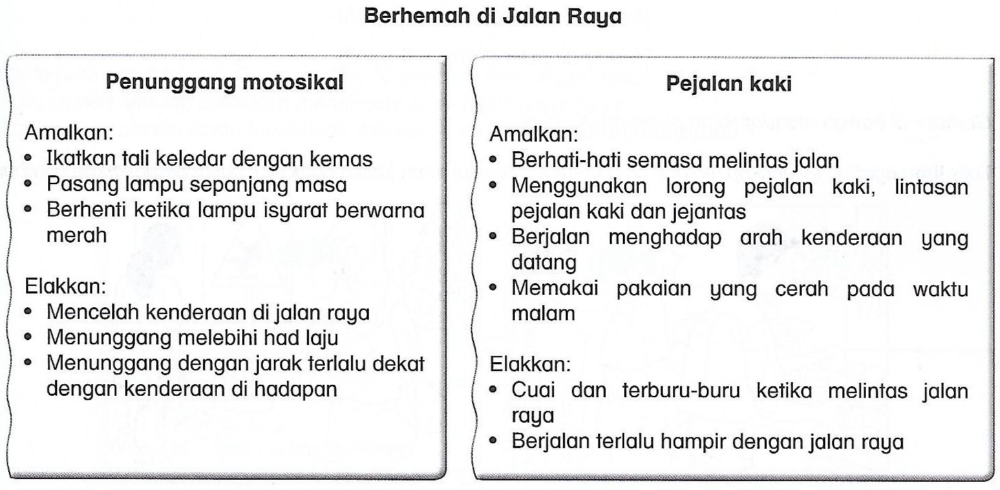 Berhemah di Jalan Raya
Penunggang motosikal
Amalkan:
• Ikatkan tali keledar dengan kemas
• Pasang lampu sepanjang masa
• Berhenti ketika lampu isyarat berwarna
merah
Elakkan:
• Mencelah kenderaan di jalan raya
• Menunggang melebihi had laju
• Menunggang dengan jarak terlalu dekat
dengan kenderaan di hadapan
Pejalan kaki
Amalkan:
• Berhati-hati semasa melintas jalan
• Menggunakan lorong pejalan kaki, lintasan
pejalan kaki dan jejantas
• Berjalan menghadap arah kenderaan yang
datang
• Memakai pakaian yang cerah pada waktu
malam
Elakkan:
• Cuai dan terburu-buru ketika melintas jalan
raya
• Berjalan terlalu hampir dengan jalan raya